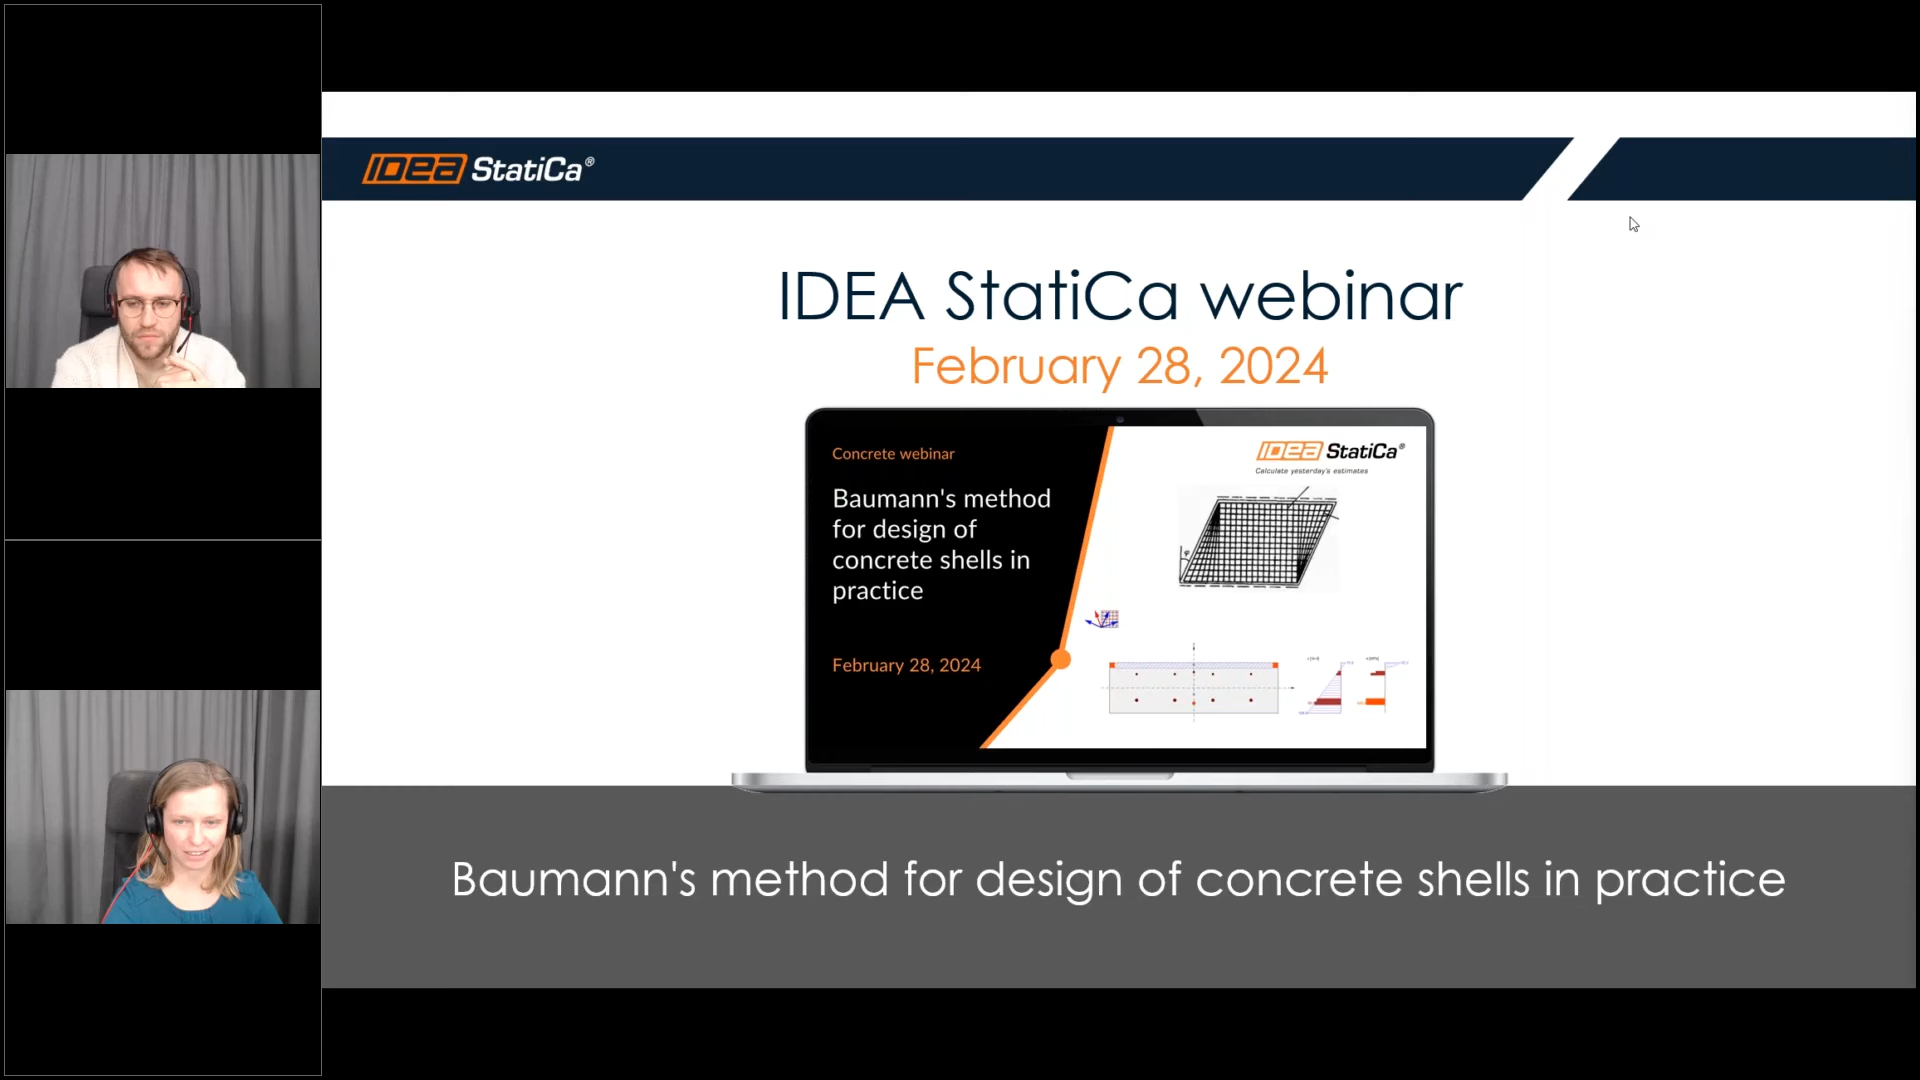 IDEA StatiCa®
IDEA StatiCa webinar
February 28, 2024
Concrete webinar
Baumann's method
for design of
concrete shells in
practice
February 28, 2024
IDEA StatiCa®
Calculate yesterday's estimates
Baumann's method for design of concrete shells in practice